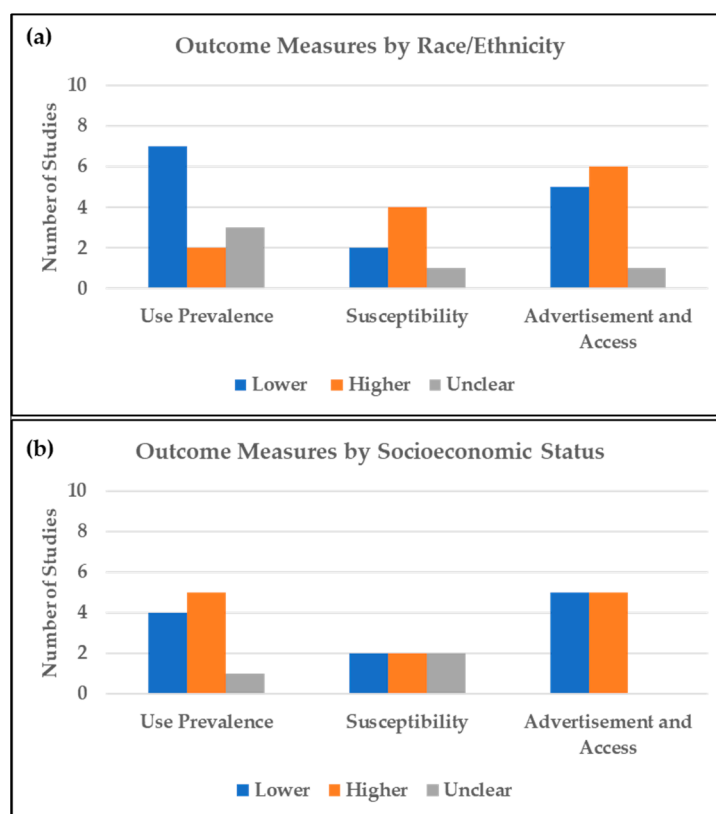 (a)
Outcome Measures by Race/Ethnicity
10
8
6
4
2
0
Number of Studies
Use Prevalence
Susceptibility
Advertisement and
Access
Lower
Higher
Unclear
(b)
Outcome Measures by Socioeconomic Status
10
8
6
4
2
0
Number of Studies
Use Prevalence
Susceptibility
Advertisement and
Access
Lower
Higher
Unclear